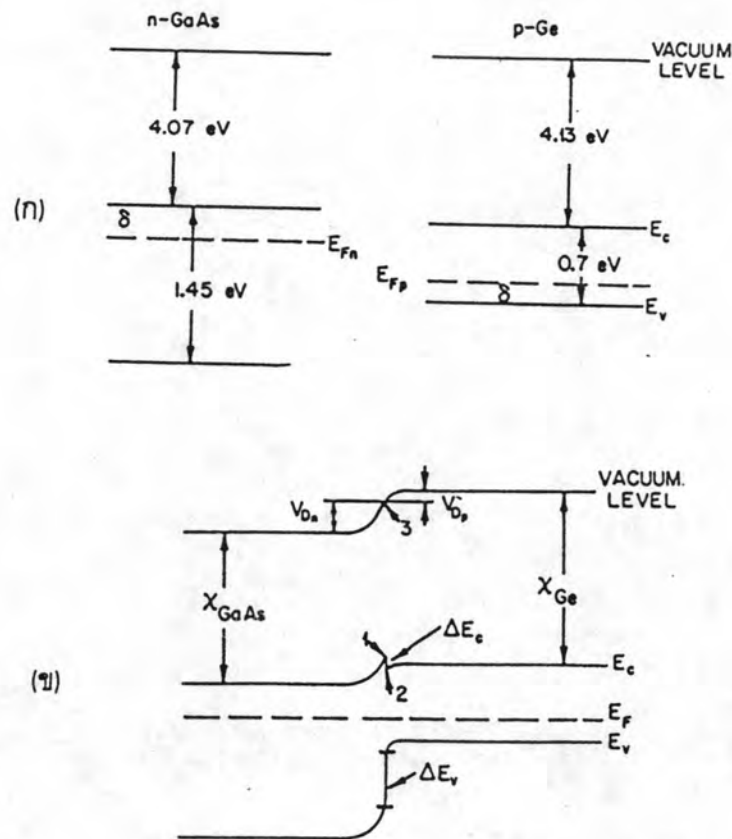 n-GaAs
p-Ge
VACUUM
LEVEL
4.07 eV
4.13 eV
(ก)
δ
E_Fn
E_c
0.7 eV
E_Fp
δ
1.45 eV
E_v
VACUUM.
LEVEL
V_Dn
3
V_Dp
χ_GaAs
χ_Ge
1
ΔE_c
2
E_c
(ข)
E_F
E_v
ΔE_v